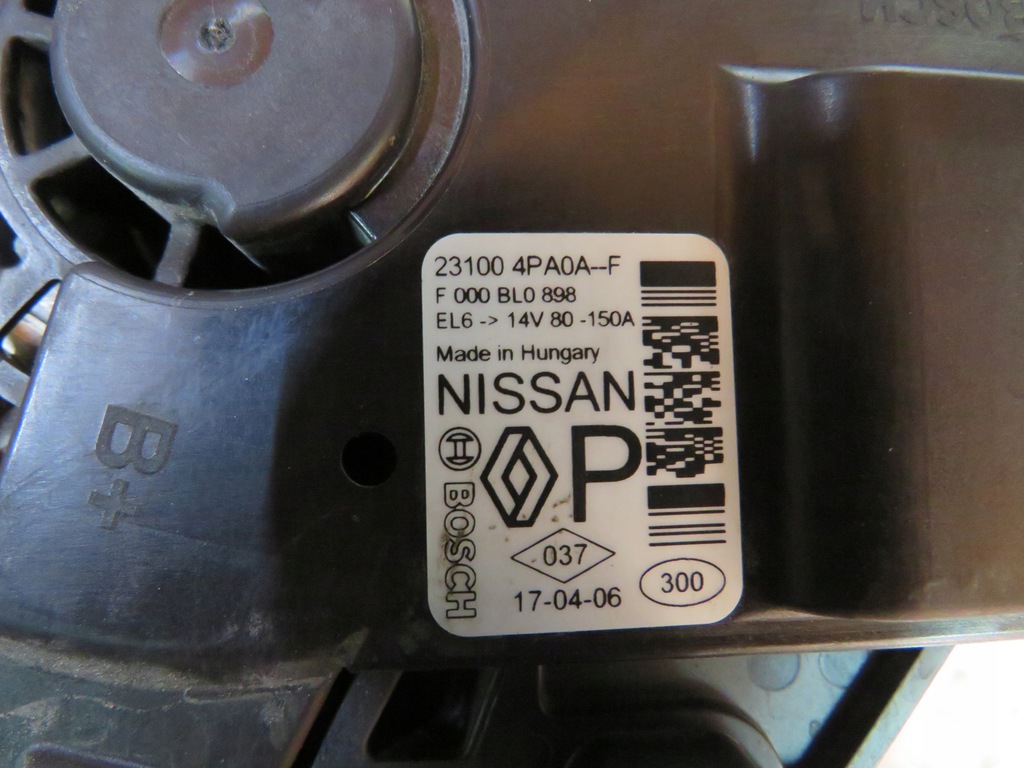 BOSCH
23100 4PA0A--F
F 000 BL0 898
EL6 -> 14V 80 -150A
Made in Hungary
NISSAN
P
BOSCH
037
17-04-06
300
B+